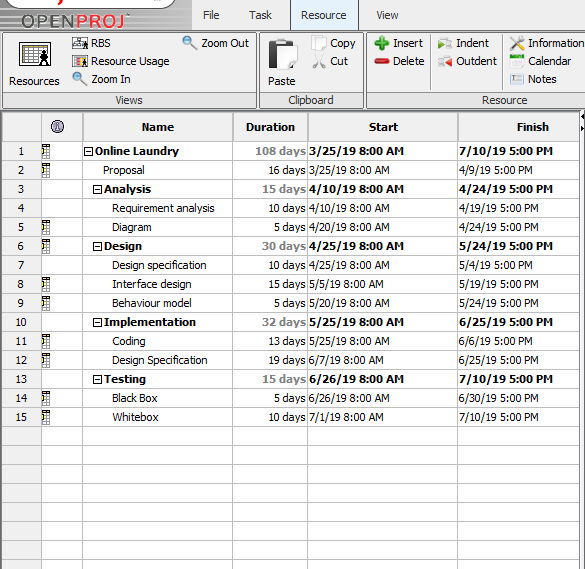 OPENPROJ
File Task Resource View
Resources
RBS
Resource Usage
Zoom In
Zoom Out
Views
Paste
Copy
Cut
Clipboard
Insert
Delete
Indent
Outdent
Information
Calendar
Notes
Resource
Name Duration Start Finish
1 Online Laundry 108 days 3/25/19 8:00 AM 7/10/19 5:00 PM
2 Proposal 16 days 3/25/19 8:00 AM 4/9/19 5:00 PM
3 Analysis 15 days 4/10/19 8:00 AM 4/24/19 5:00 PM
4 Requirement analysis 10 days 4/10/19 8:00 AM 4/19/19 5:00 PM
5 Diagram 5 days 4/20/19 8:00 AM 4/24/19 5:00 PM
6 Design 30 days 4/25/19 8:00 AM 5/24/19 5:00 PM
7 Design specification 10 days 4/25/19 8:00 AM 5/4/19 5:00 PM
8 Interface design 15 days 5/5/19 8:00 AM 5/19/19 5:00 PM
9 Behaviour model 5 days 5/20/19 8:00 AM 5/24/19 5:00 PM
10 Implementation 32 days 5/25/19 8:00 AM 6/25/19 5:00 PM
11 Coding 13 days 5/25/19 8:00 AM 6/6/19 5:00 PM
12 Design Specification 19 days 6/7/19 8:00 AM 6/25/19 5:00 PM
13 Testing 15 days 6/26/19 8:00 AM 7/10/19 5:00 PM
14 Black Box 5 days 6/26/19 8:00 AM 6/30/19 5:00 PM
15 Whitebox 10 days 7/1/19 8:00 AM 7/10/19 5:00 PM